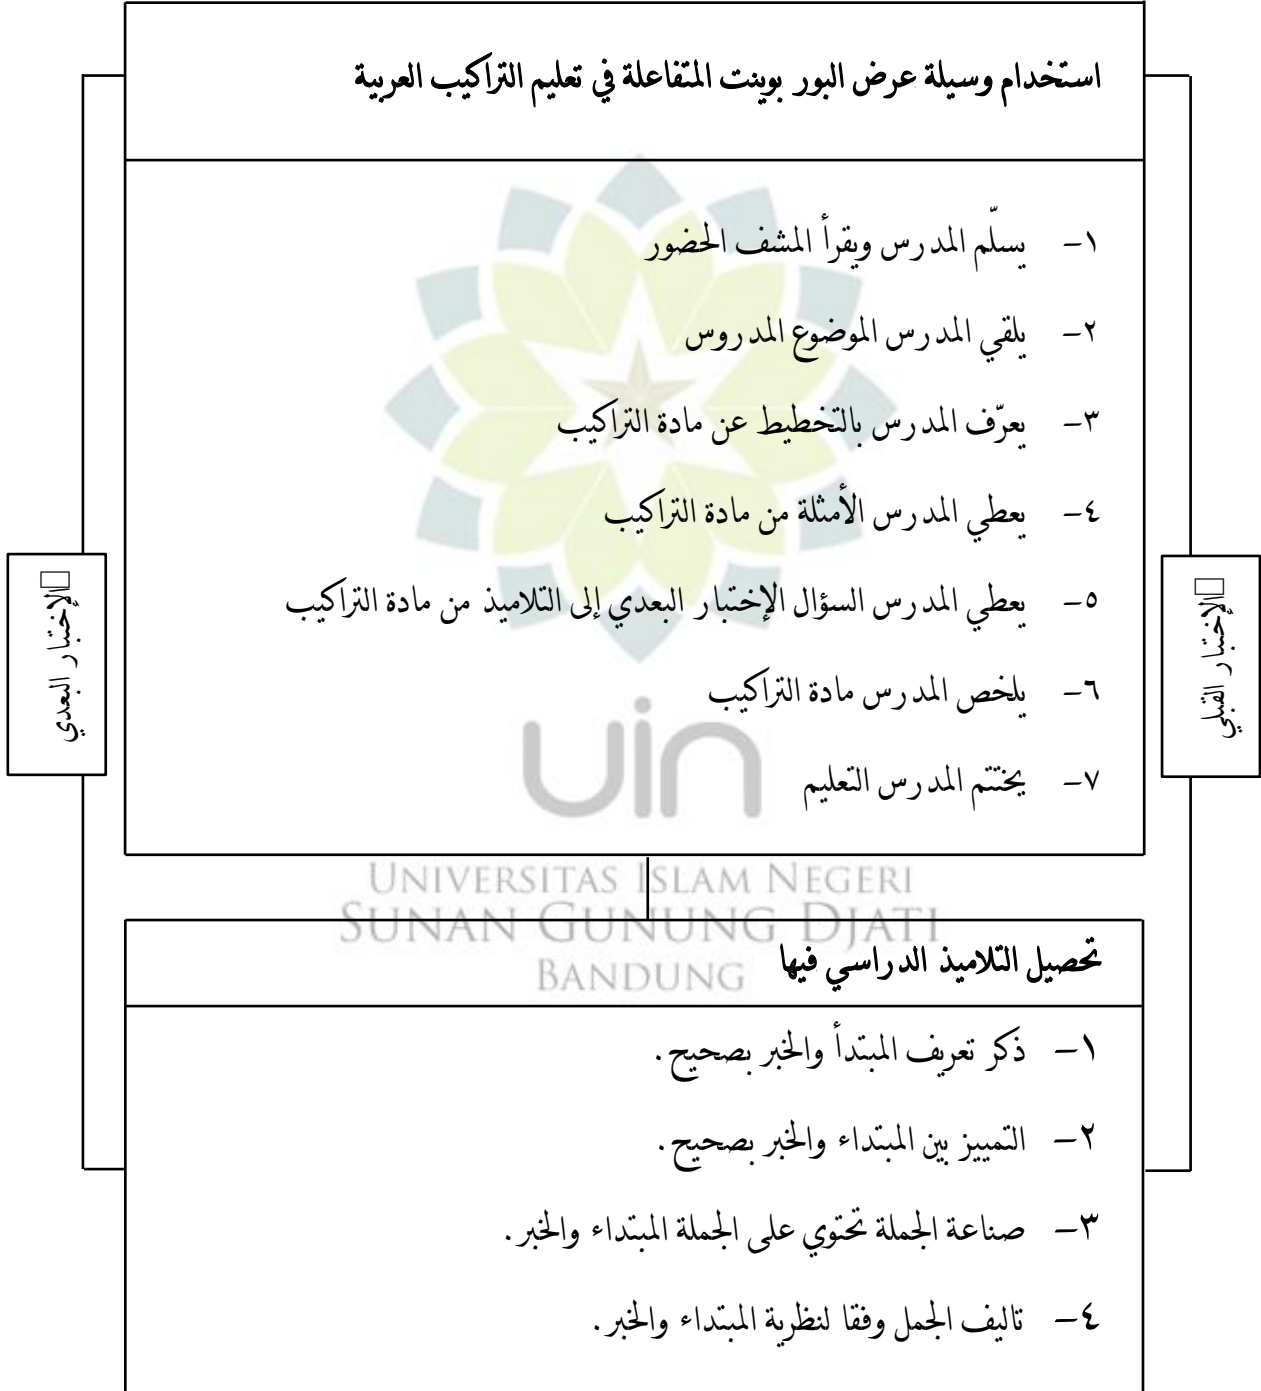 استخدام وسيلة عرض البور بوينت المتفاعلة في تعليم التراكيب العربية
١- يسلّم المدرس ويقرأ المشف الحضور
٢- يلقي المدرس الموضوع المدروس
٣- يعرّف المدرس بالتخطيط عن مادة التراكيب
٤- يعطي المدرس الأمثلة من مادة التراكيب
٥- يعطي المدرس السؤال الإختبار البعدي إلى التلاميذ من مادة التراكيب
٦- يلخص المدرس مادة التراكيب
٧- يختتم المدرس التعليم
الإختبار القبلي
الإختبار البعدي
uin
UNIVERSITAS ISLAM NEGERI
SUNAN GUNUNG DJATI
BANDUNG
تحصيل التلاميذ الدراسي فيها
١- ذكر تعريف المبتدأ والخبر بصحيح.
٢- التمييز بين المبتداء والخبر بصحيح.
٣- صناعة الجملة تحتوي على الجملة المبتداء والخبر.
٤- تاليف الجمل وفقا لنظرية المبتداء والخبر.